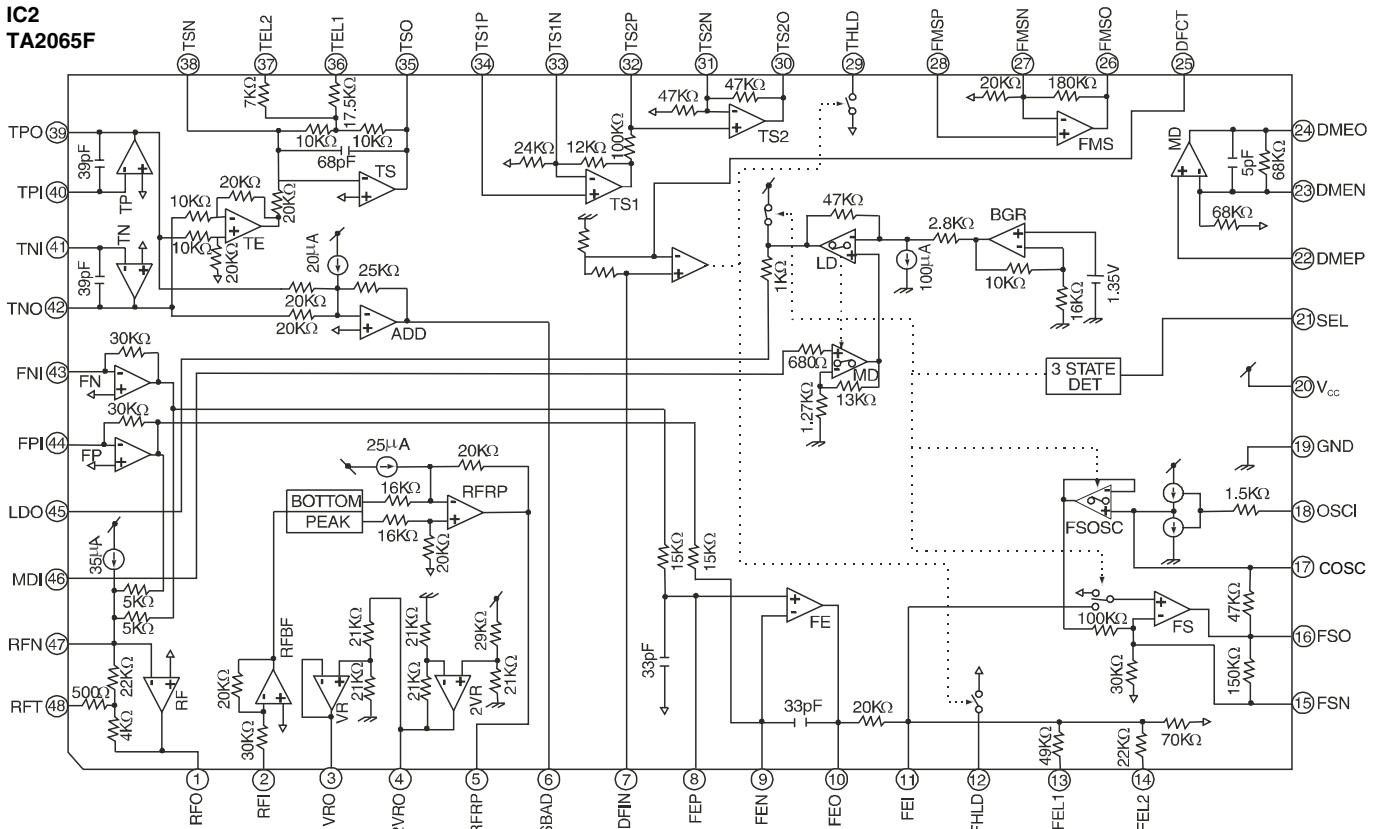 IC2
TA2065F
TSN
TEL2
TEL1
TSO
TS1P
TS1N
TS2P
TS2N
TS2O
THLD
FMSP
FMSN
FMSO
DFCT
38
37
36
35
34
33
32
31
30
29
28
27
26
25
TPO 39
TPI 40
TNI 41
TNO 42
FNI 43
FPI 44
LDO 45
MDI 46
RFN 47
RFT 48
24 DMEO
23 DMEN
22 DMEP
21 SEL
20 Vcc
19 GND
18 OSCI
17 COSC
16 FSO
15 FSN
7KΩ
17.5KΩ
10KΩ
10KΩ
68pF
TS
20KΩ
39pF
TP
TN
39pF
10KΩ
10KΩ
20KΩ
TE
20KΩ
20µA
25KΩ
20KΩ
20KΩ
ADD
24KΩ
12KΩ
100KΩ
TS1
47KΩ
47KΩ
TS2
20KΩ
180KΩ
FMS
MD
5pF
68KΩ
68KΩ
47KΩ
LD
1KΩ
100µA
2.8KΩ
BGR
10KΩ
16KΩ
1.35V
680Ω
MD
13KΩ
1.27KΩ
3 STATE
DET
30KΩ
FN
30KΩ
FP
35µA
5KΩ
5KΩ
22KΩ
500Ω
4KΩ
RF
25µA
BOTTOM
PEAK
16KΩ
16KΩ
20KΩ
RFRP
20KΩ
RFBF
20KΩ
30KΩ
VR
21KΩ
21KΩ
21KΩ
21KΩ
2VR
29KΩ
21KΩ
15KΩ
15KΩ
33pF
FE
33pF
20KΩ
FSOSC
1.5KΩ
100KΩ
FS
30KΩ
47KΩ
150KΩ
49KΩ
22KΩ
70KΩ
1
2
3
4
5
6
7
8
9
10
11
12
13
14
RFO
RFI
VRO
2VRO
RFRP
SBAD
DFIN
FEP
FEN
FEO
FEI
FHLD
FEL1
FEL2